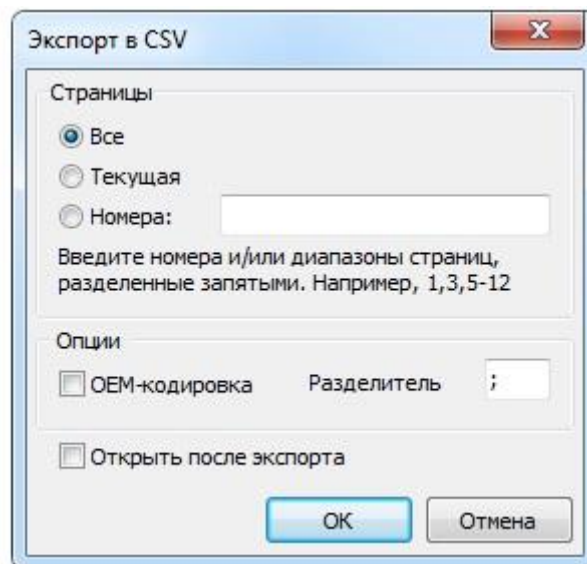 Экспорт в CSV
Страницы
Все
Текущая
Номера:
Введите номера и/или диапазоны страниц,
разделенные запятыми. Например, 1,3,5-12
Опции
OEM-кодировка Разделитель ;
Открыть после экспорта
OK Отмена